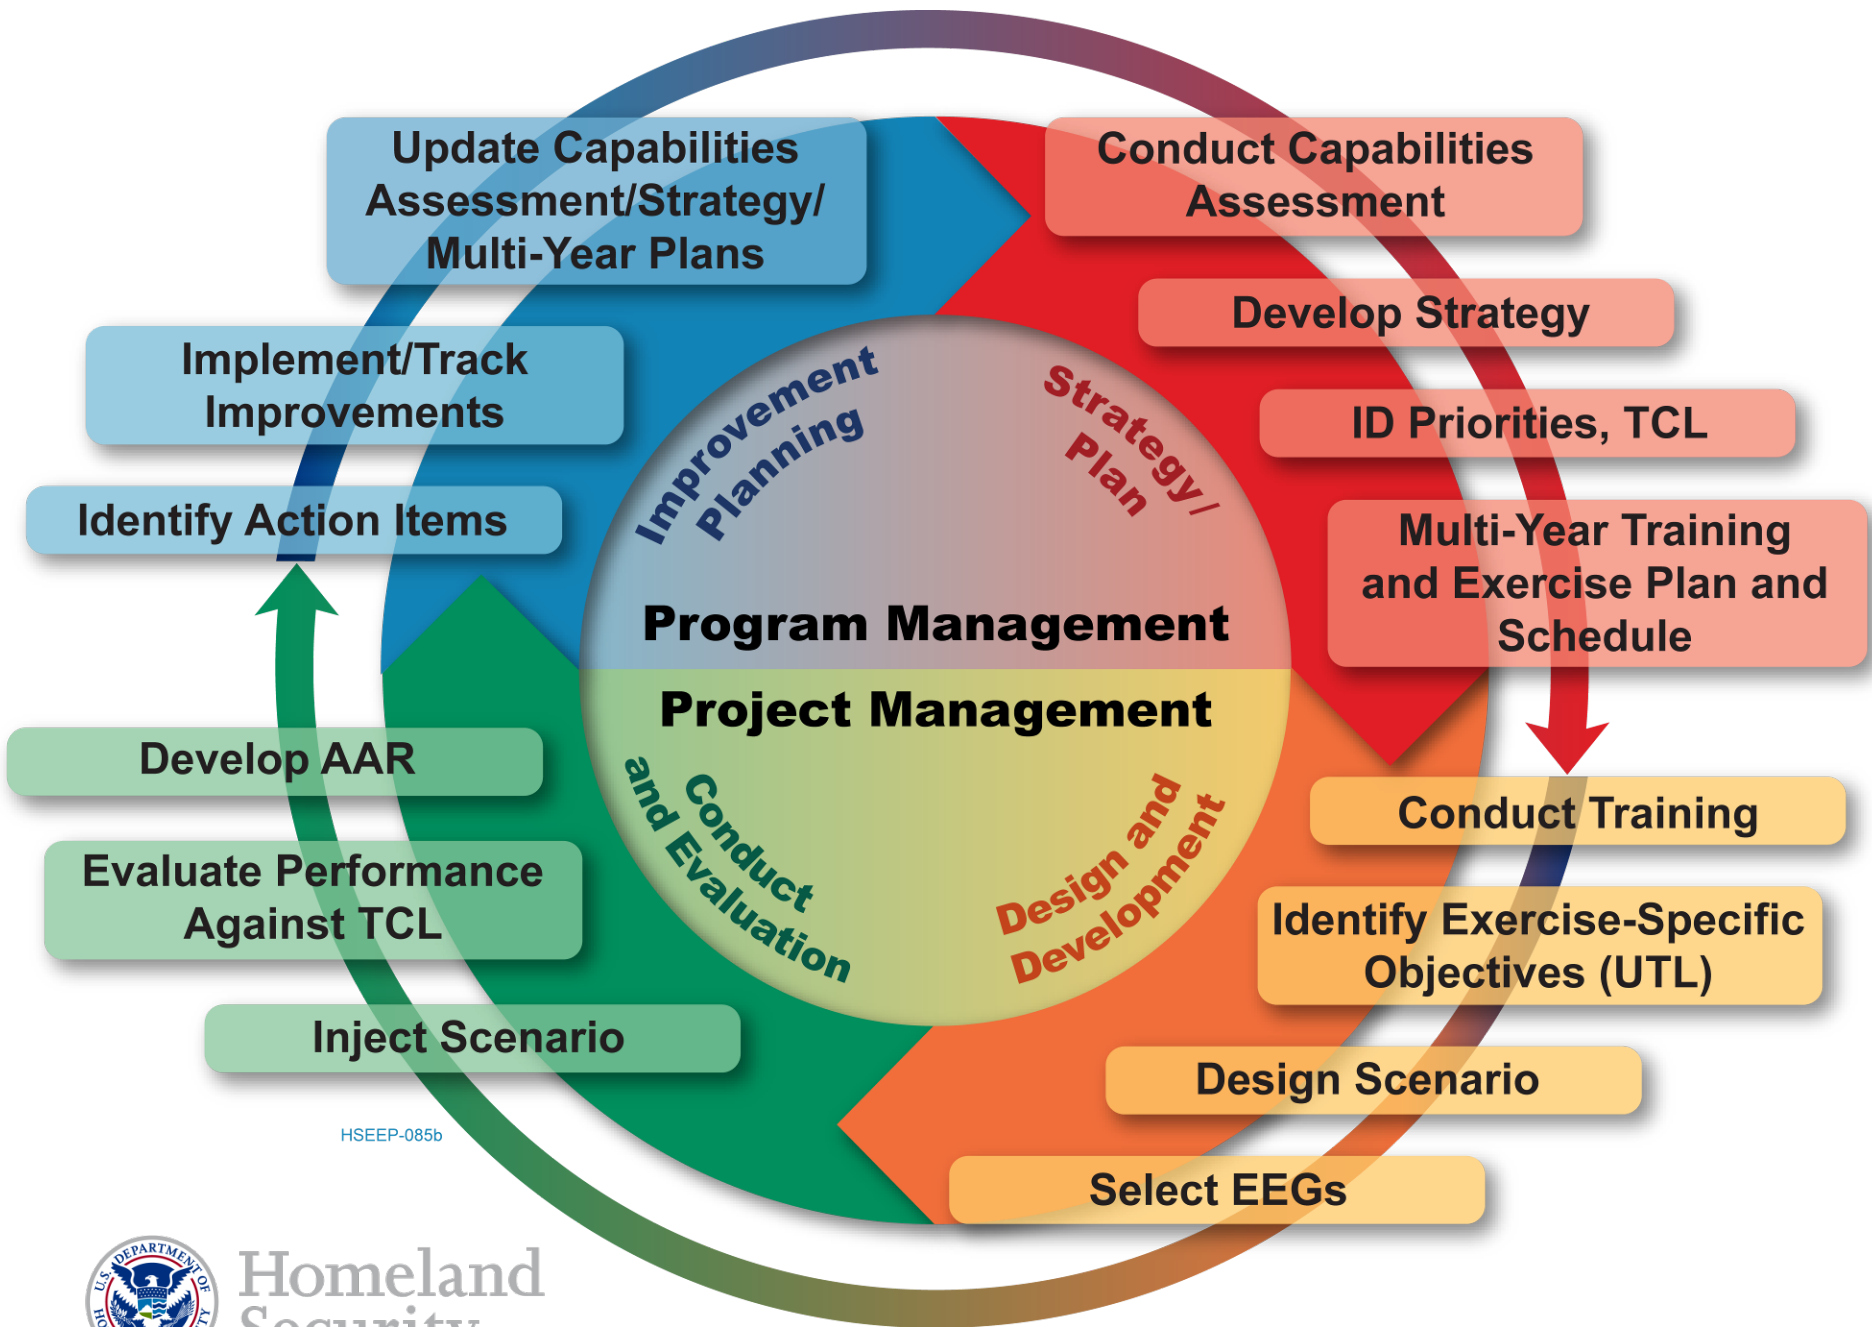 Update Capabilities
Assessment/Strategy/
Multi-Year Plans
Conduct Capabilities
Assessment
Develop Strategy
Implement/Track
Improvements
ID Priorities, TCL
Identify Action Items
Multi-Year Training
and Exercise Plan and
Schedule
Improvement
Planning
Strategy/
Plan
Program Management
Project Management
Conduct
and Evaluation
Design and
Development
Develop AAR
Conduct Training
Evaluate Performance
Against TCL
Identify Exercise-Specific
Objectives (UTL)
Inject Scenario
Design Scenario
HSEEP-085b
Select EEGs
U.S. DEPARTMENT OF
Homeland
Security